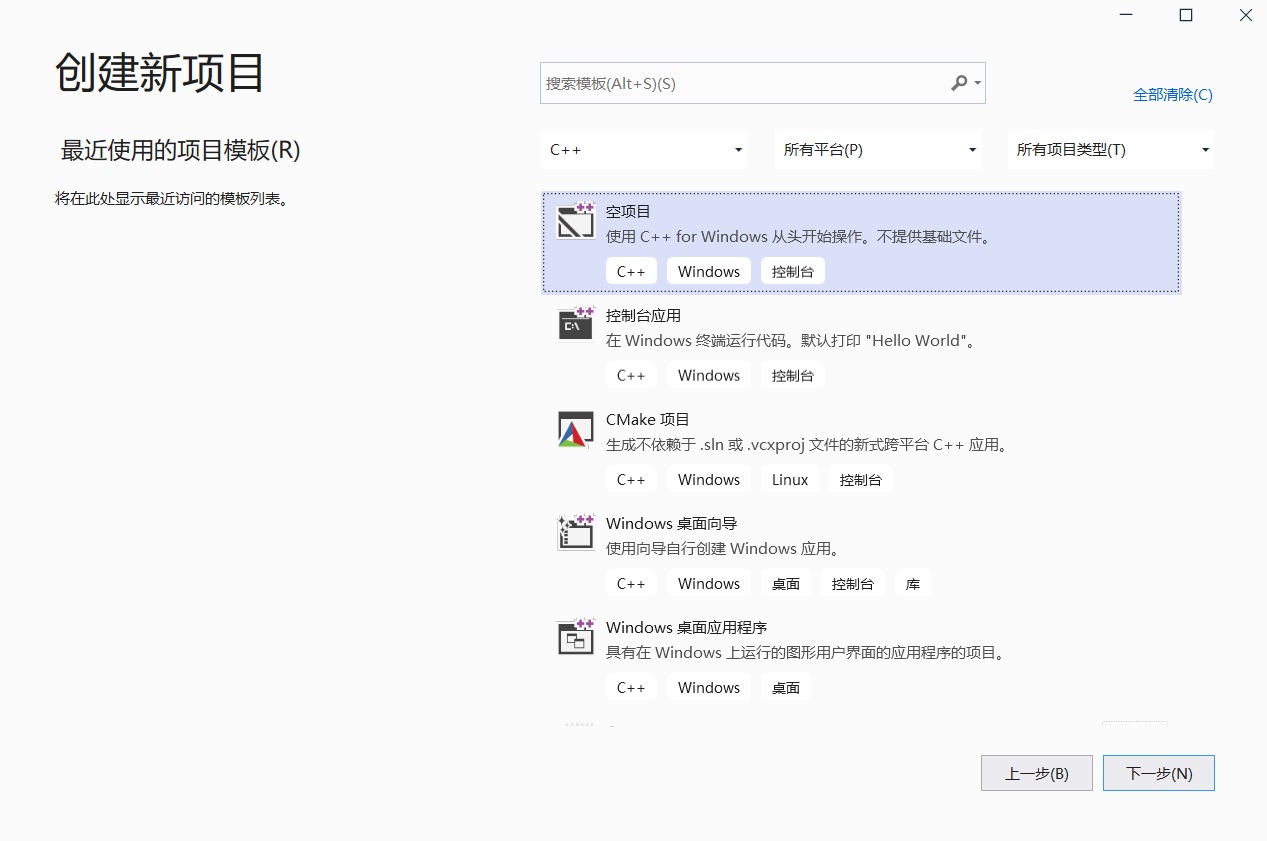 创建新项目
最近使用的项目模板(R)
将在此处显示最近访问的模板列表。
搜索模板(Alt+S)(S)
全部清除(C)
C++ 所有平台(P) 所有项目类型(T)
空项目
使用 C++ for Windows 从头开始操作。不提供基础文件。
C++ Windows 控制台
控制台应用
在 Windows 终端运行代码。默认打印 "Hello World"。
C++ Windows 控制台
CMake 项目
生成不依赖于 .sln 或 .vcxproj 文件的新式跨平台 C++ 应用。
C++ Windows Linux 控制台
Windows 桌面向导
使用向导自行创建 Windows 应用。
C++ Windows 桌面 控制台 库
Windows 桌面应用程序
具有在 Windows 上运行的图形用户界面的应用程序的项目。
C++ Windows 桌面
上一步(B) 下一步(N)